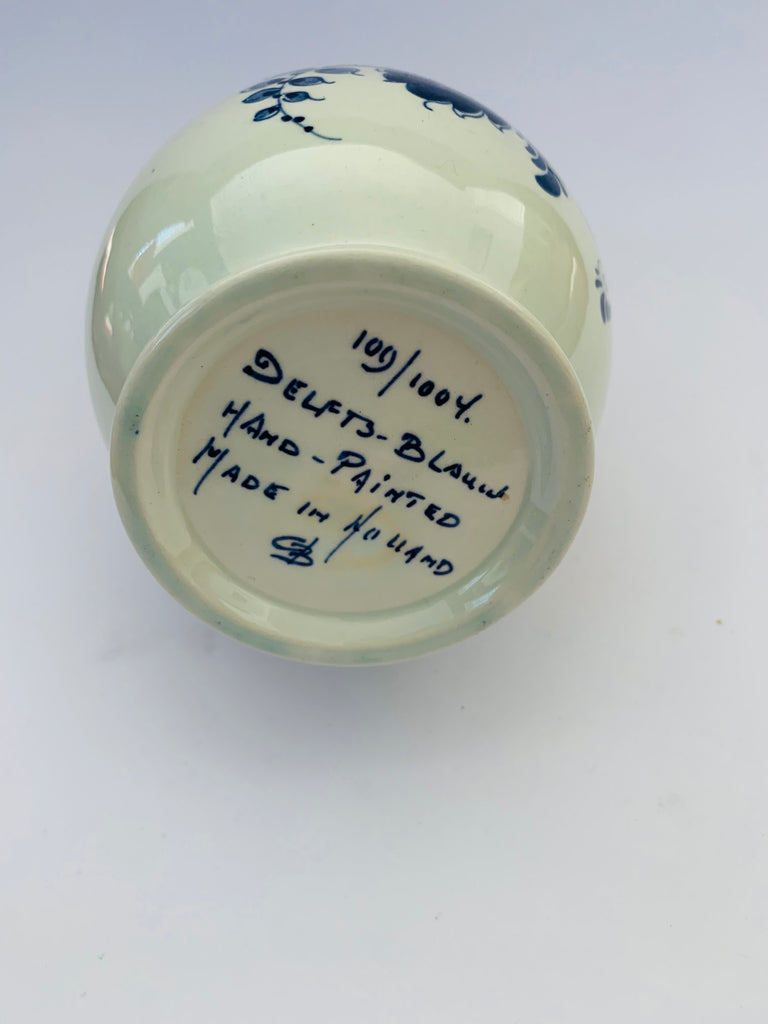 109/1004.
DELFTS-BLAUW
HAND-PAINTED
MADE IN HOLLAND